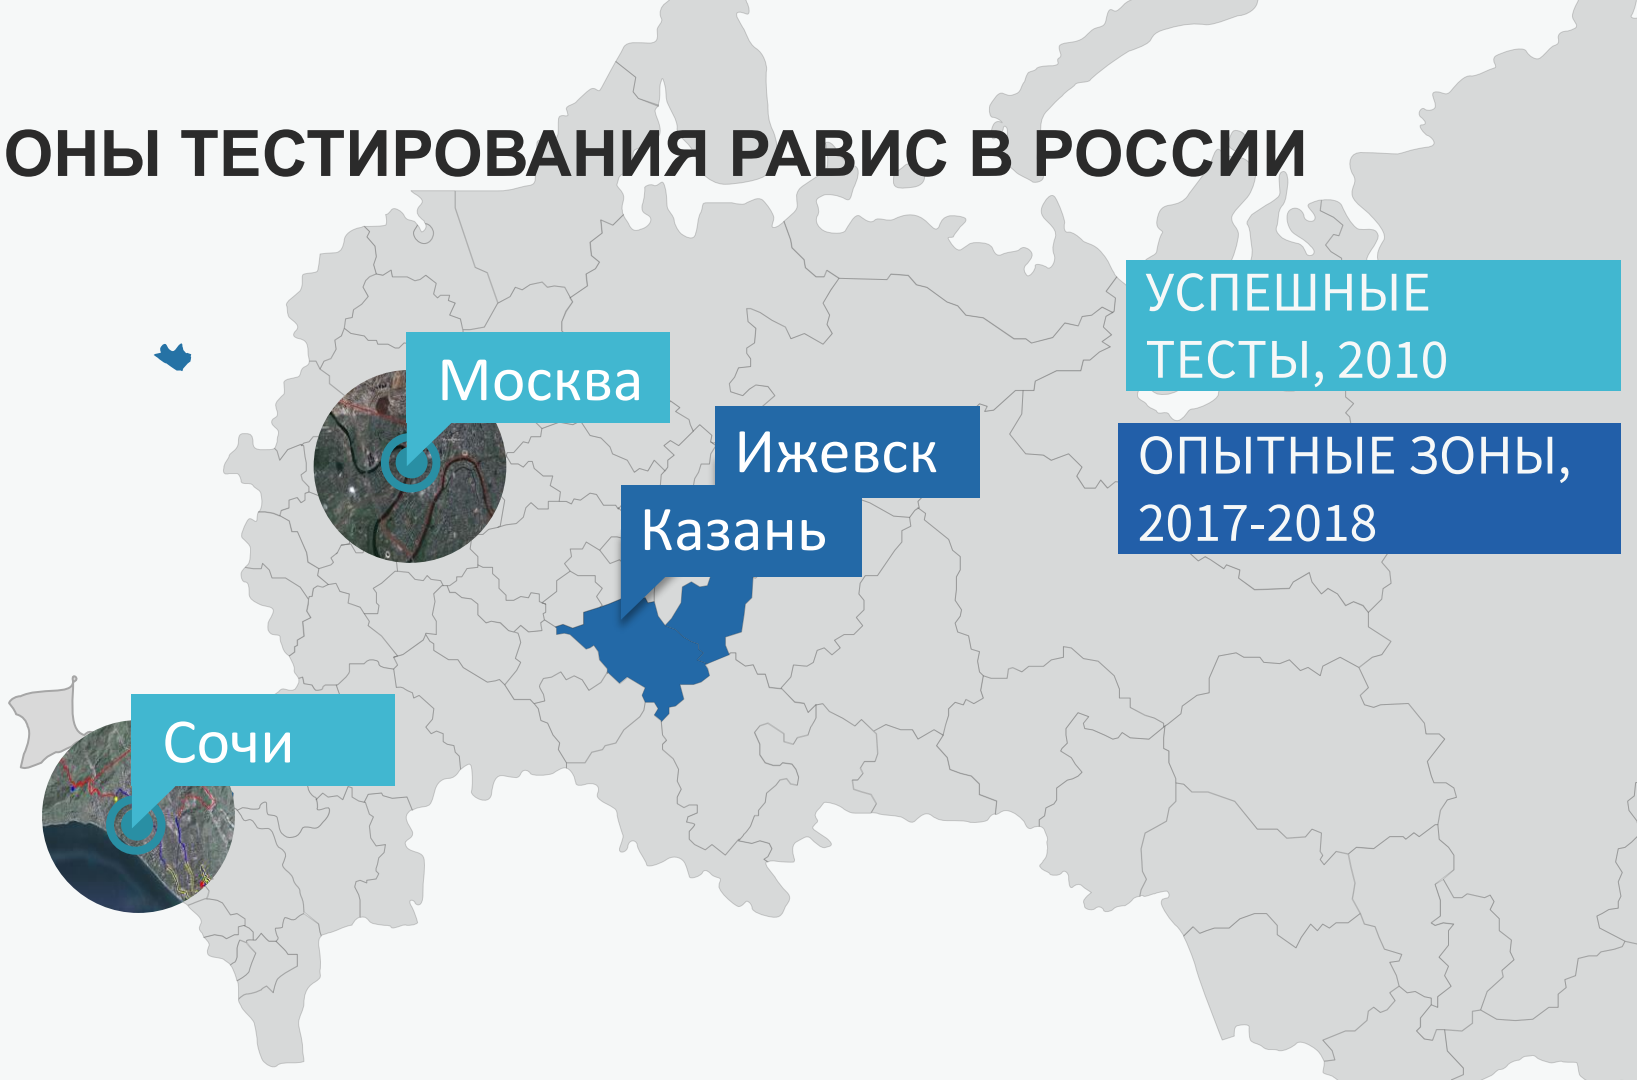 ОНЫ ТЕСТИРОВАНИЯ РАВИС В РОССИИ
УСПЕШНЫЕ
ТЕСТЫ, 2010
Москва
Ижевск
ОПЫТНЫЕ ЗОНЫ,
2017-2018
Казань
Сочи